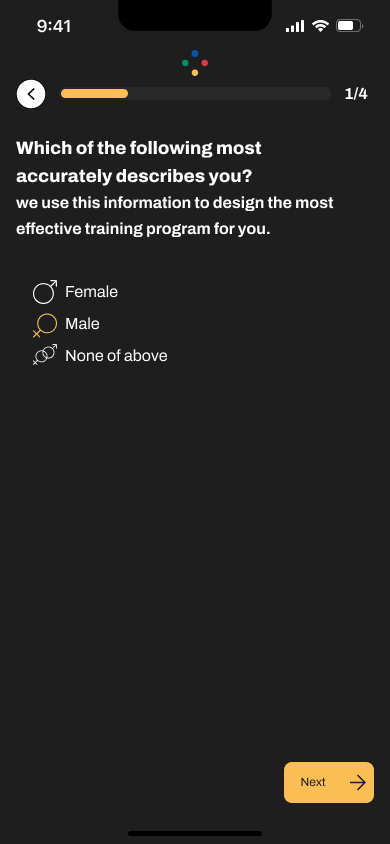 9:41
1/4
Which of the following most
accurately describes you?
we use this information to design the most
effective training program for you.
Female
Male
None of above
Next